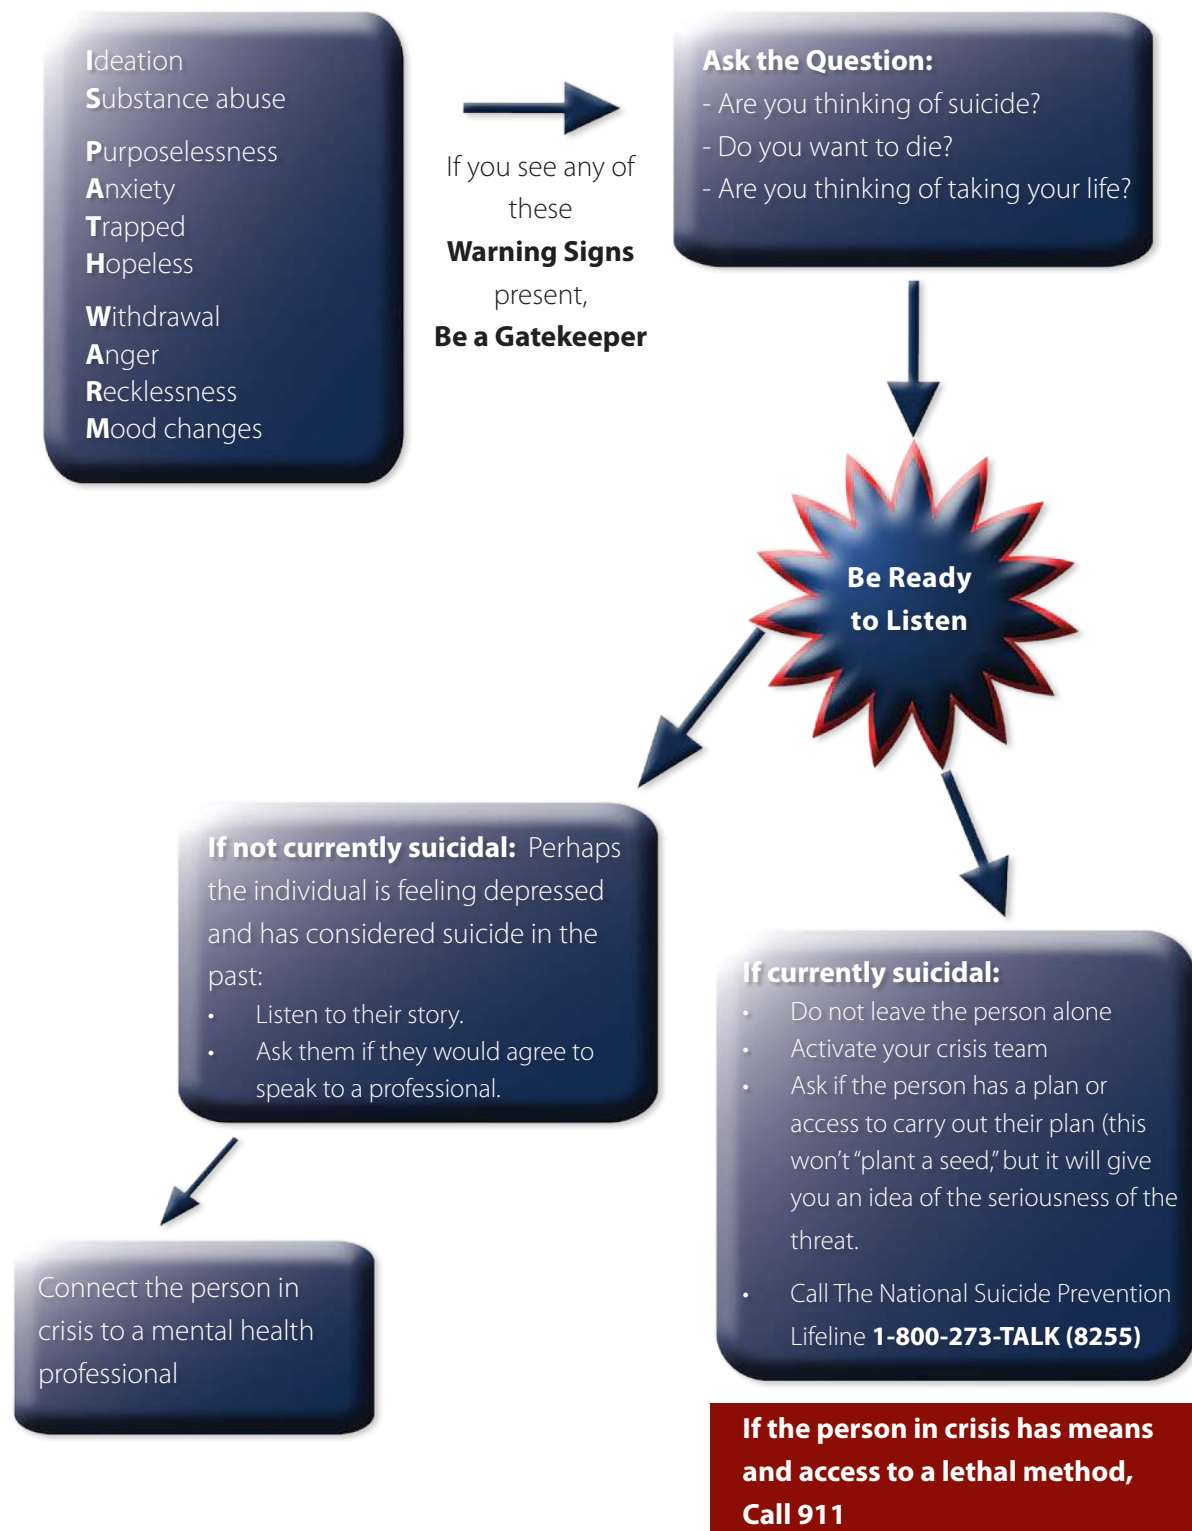 Ideation
Substance abuse
Purposelessness
Anxiety
Trapped
Hopeless
Withdrawal
Anger
Recklessness
Mood changes
If you see any of
these
Warning Signs
present,
Be a Gatekeeper
Ask the Question:
- Are you thinking of suicide?
- Do you want to die?
- Are you thinking of taking your life?
Be Ready
to Listen
If not currently suicidal: Perhaps
the individual is feeling depressed
and has considered suicide in the
past:
• Listen to their story.
• Ask them if they would agree to
speak to a professional.
Connect the person in
crisis to a mental health
professional
If currently suicidal:
• Do not leave the person alone
• Activate your crisis team
• Ask if the person has a plan or
access to carry out their plan (this
won't “plant a seed,” but it will give
you an idea of the seriousness of the
threat.
• Call The National Suicide Prevention
Lifeline 1-800-273-TALK (8255)
If the person in crisis has means
and access to a lethal method,
Call 911